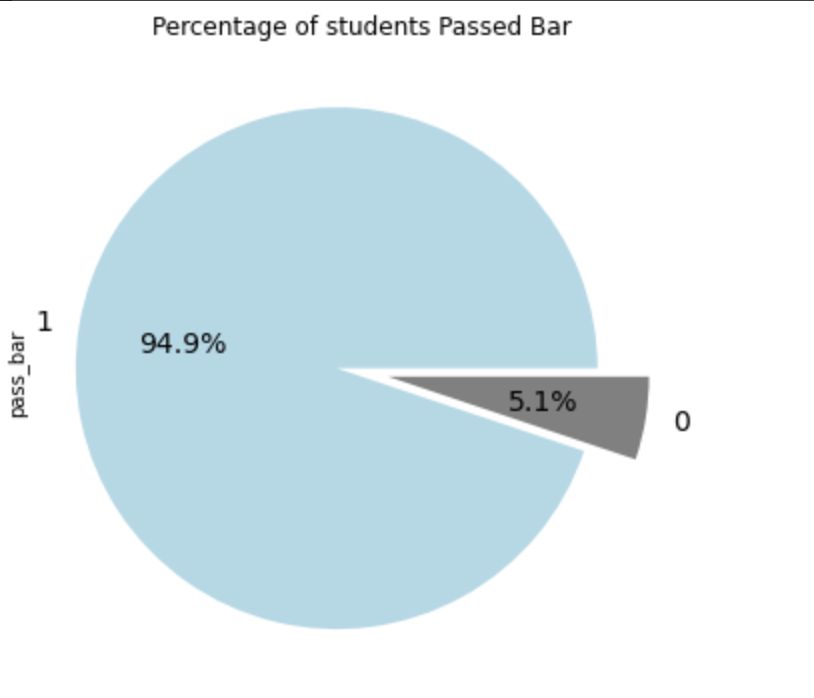 Percentage of students Passed Bar
1
94.9%
pass_bar
5.1%
0